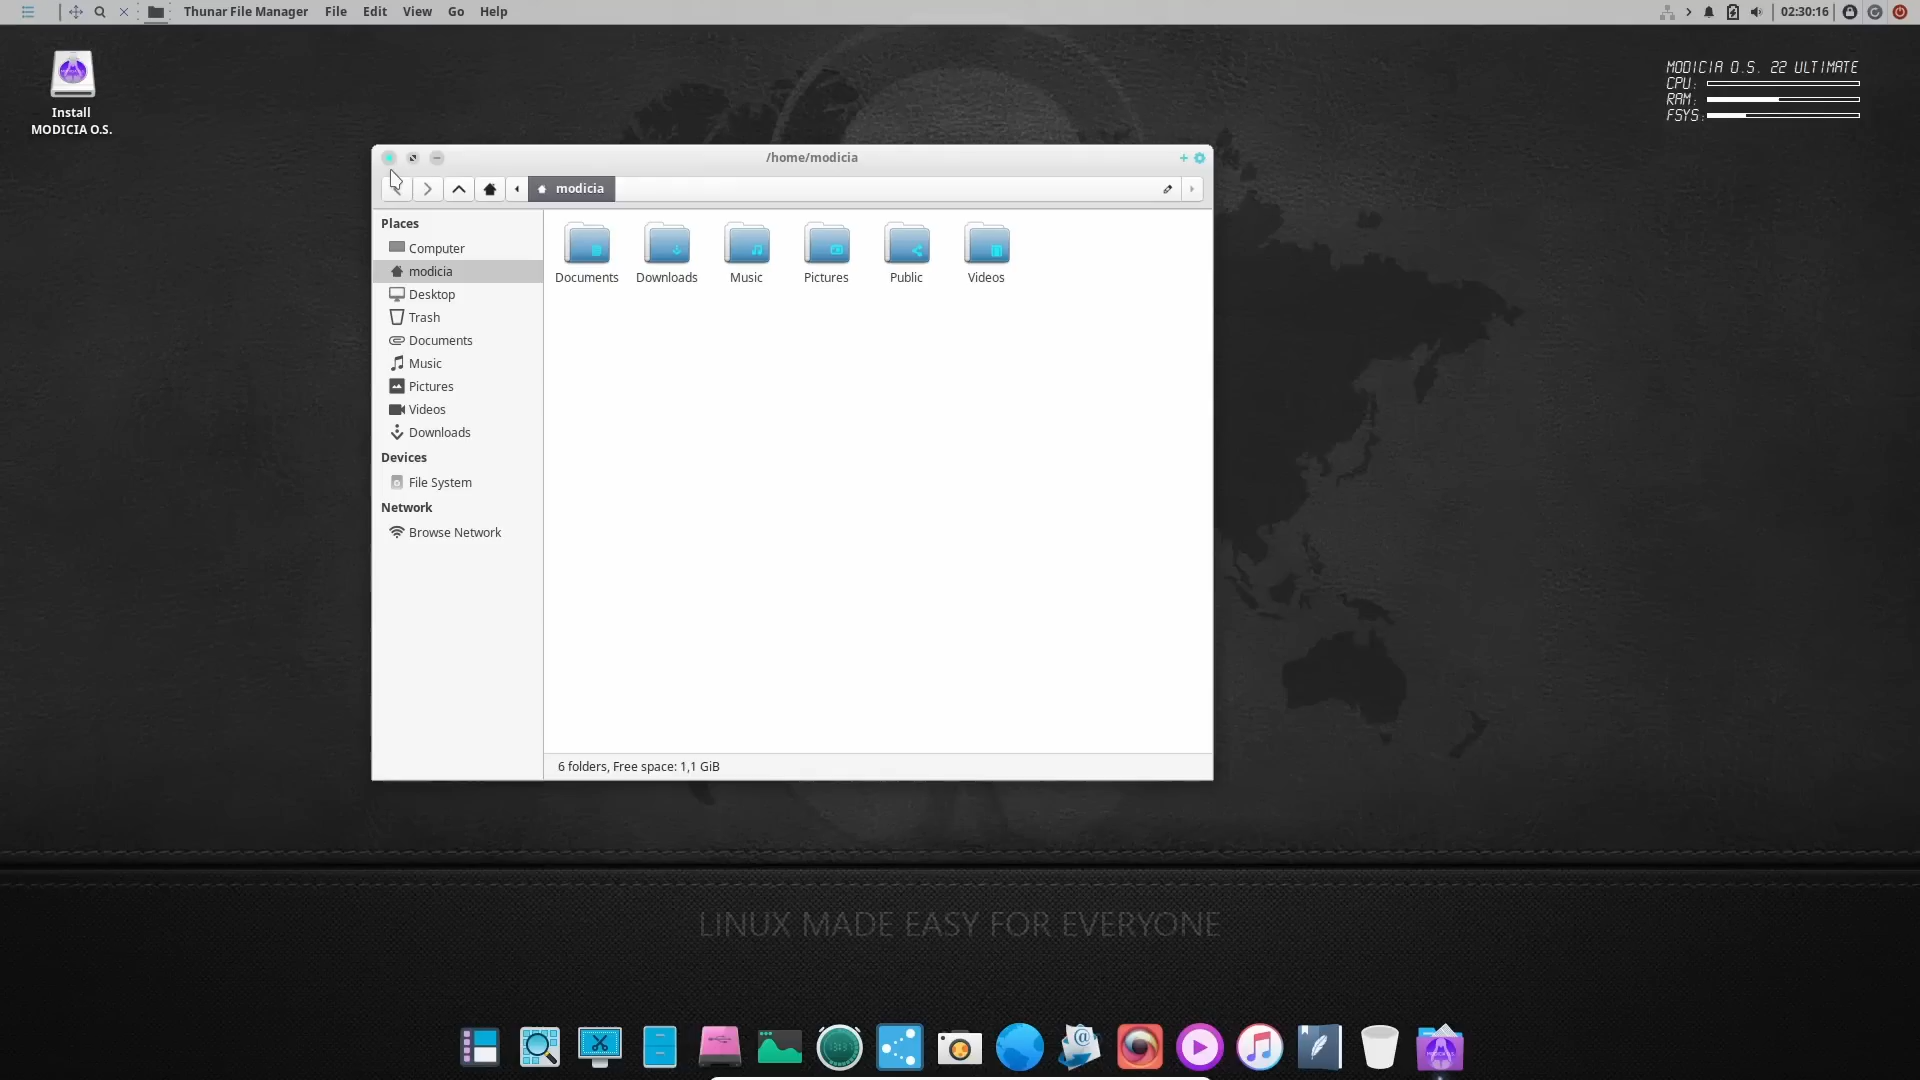 Thunar File Manager File Edit View Go Help
02:30:16
Install
MODICIA O.S.
MODICIA O.S. 22 ULTIMATE
CPU:
RAM:
FSYS:
/home/modicia
modicia
Places
Computer
modicia
Desktop
Trash
Documents
Music
Pictures
Videos
Downloads
Devices
File System
Network
Browse Network
Documents Downloads Music Pictures Public Videos
6 folders, Free space: 1,1 GiB
LINUX MADE EASY FOR EVERYONE